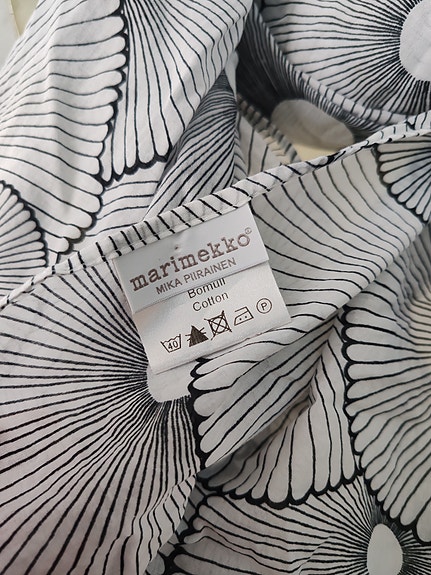 marimekko®
MIKA PIIRAINEN
Bomull
Cotton
40 P